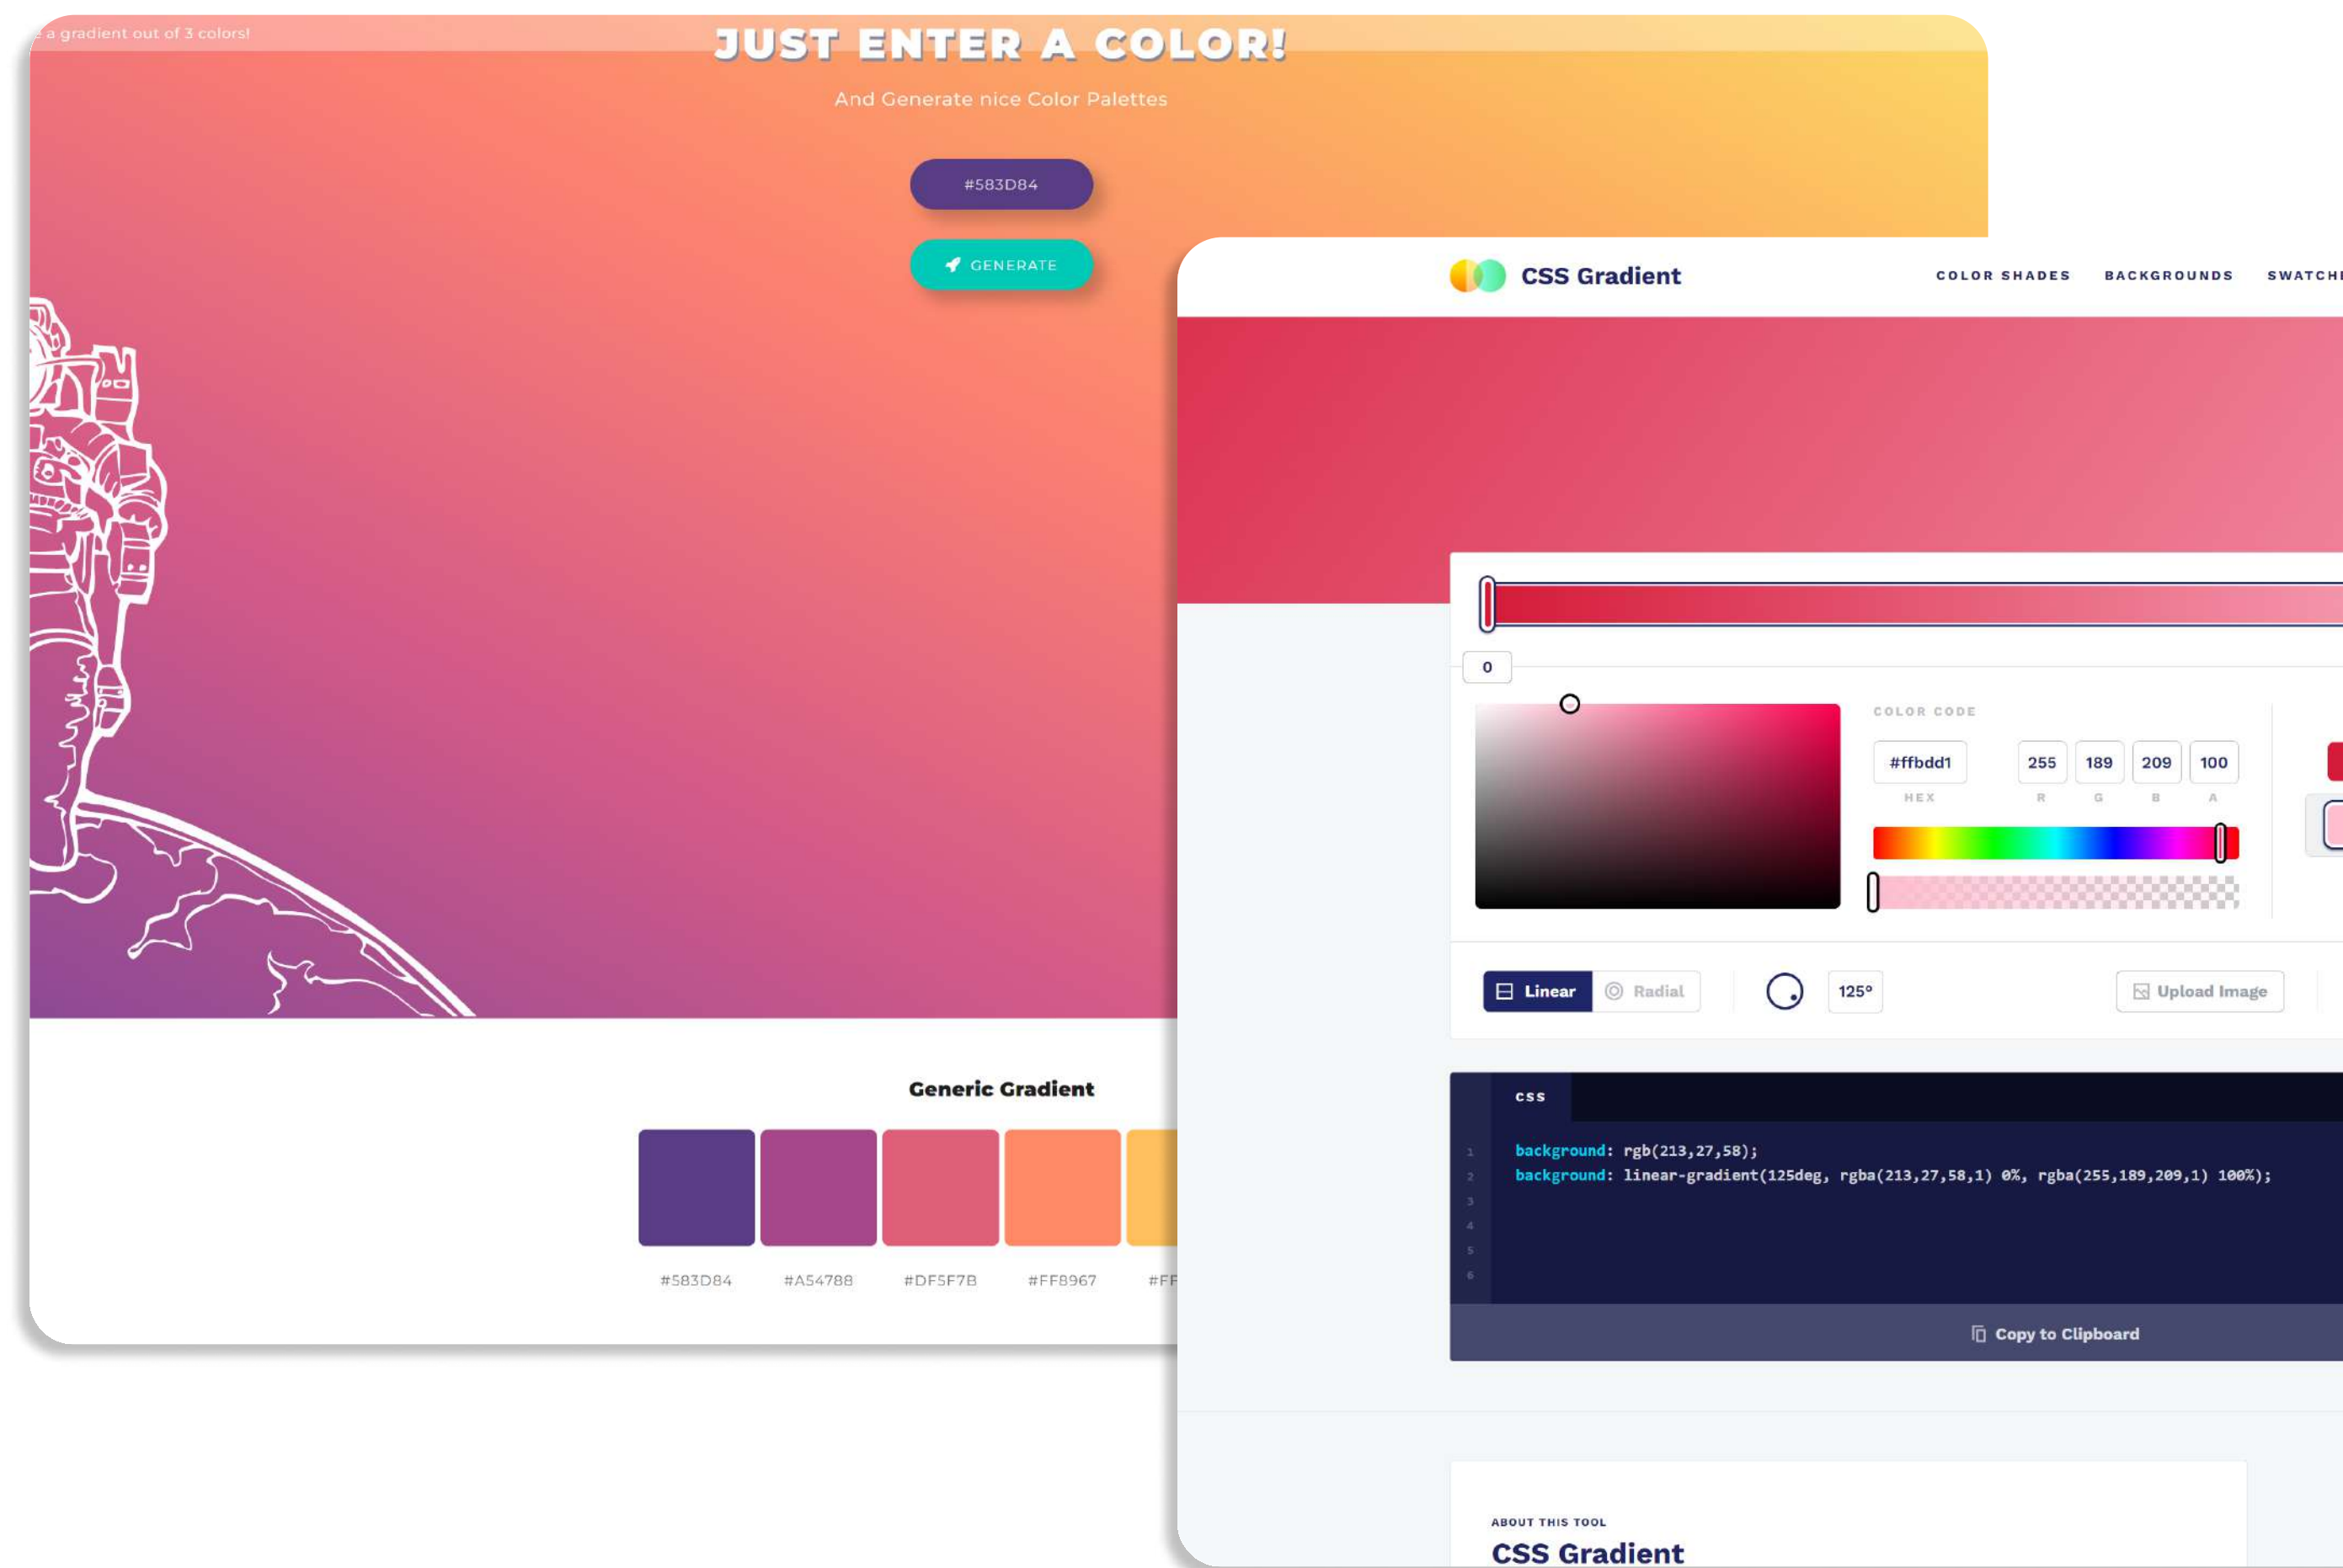 a gradient out of 3 colors!
JUST ENTER A COLOR!
And Generate nice Color Palettes
#583D84
GENERATE
Generic Gradient
#583D84 #A54788 #DF5F7B #FF8967
CSS Gradient
COLOR SHADES BACKGROUNDS
0
COLOR CODE
#ffbdd1 255 189 209 100
HEX R G B A
Linear Radial 125° Upload Image
CSS
1 background: rgb(213,27,58);
2 background: linear-gradient(125deg, rgba(213,27,58,1) 0%, rgba(255,189,209,1) 100%);
3
4
5
6
Copy to Clipboard
ABOUT THIS TOOL
CSS Gradient